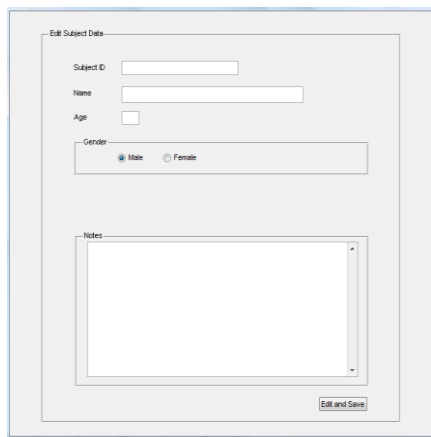 Edit Subject Data
Subject ID
Name
Age
Gender
Male Female
Notes
Edit and Save